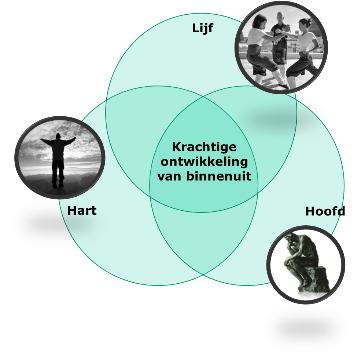 Lijf
Krachtige
ontwikkeling
van binnenuit
Hart
Hoofd